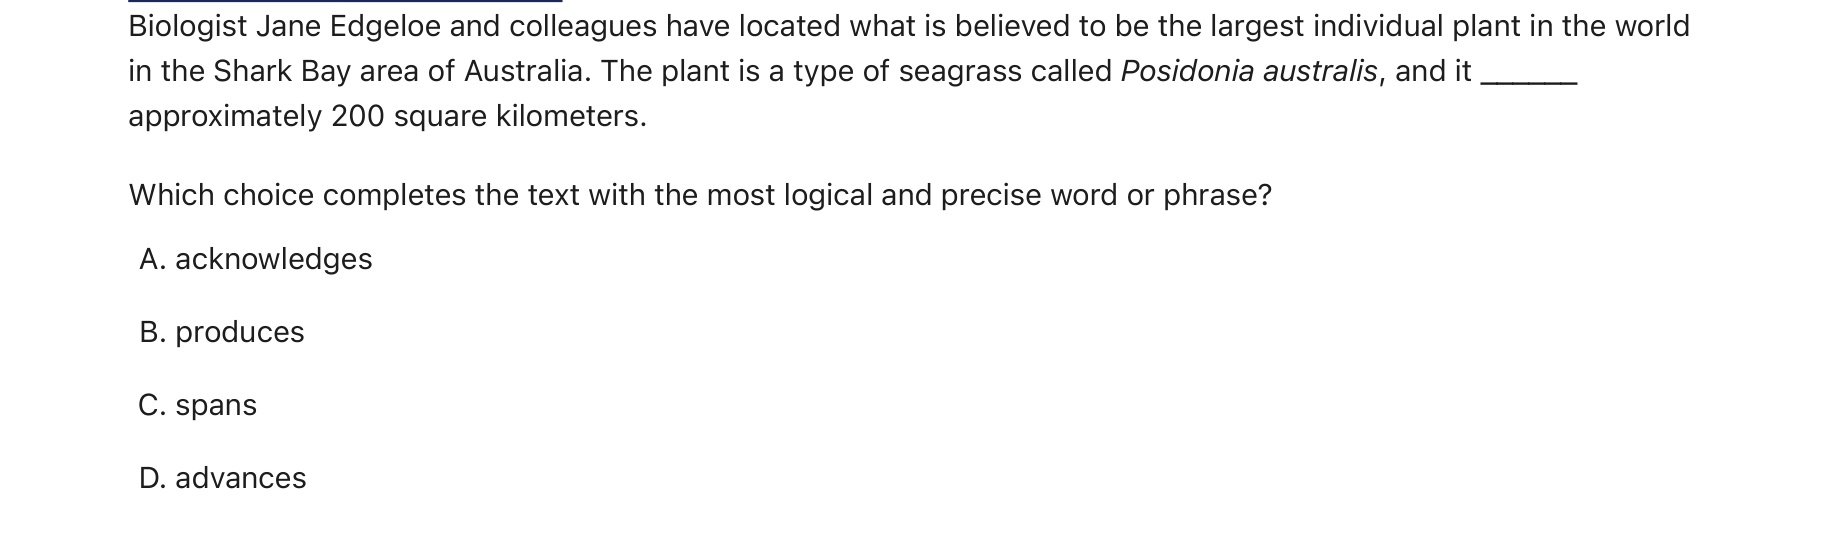 Biologist Jane Edgeloe and colleagues have located what is believed to be the largest individual plant in the world
in the Shark Bay area of Australia. The plant is a type of seagrass called Posidonia australis, and it ______
approximately 200 square kilometers.
Which choice completes the text with the most logical and precise word or phrase?
A. acknowledges
B. produces
C. spans
D. advances